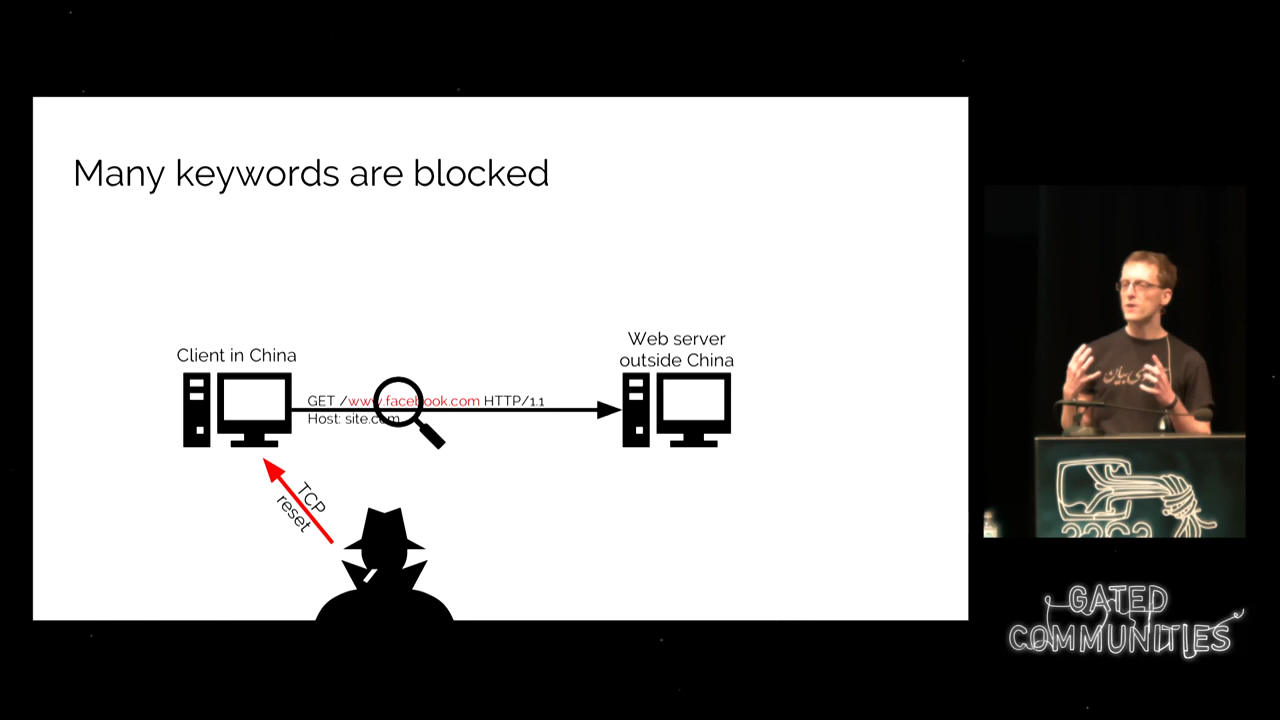 Many keywords are blocked
Client in China
Web server
outside China
GET /www.facebook.com HTTP/1.1
Host: site.com
TCP
reset
GATED
COMMUNITIES